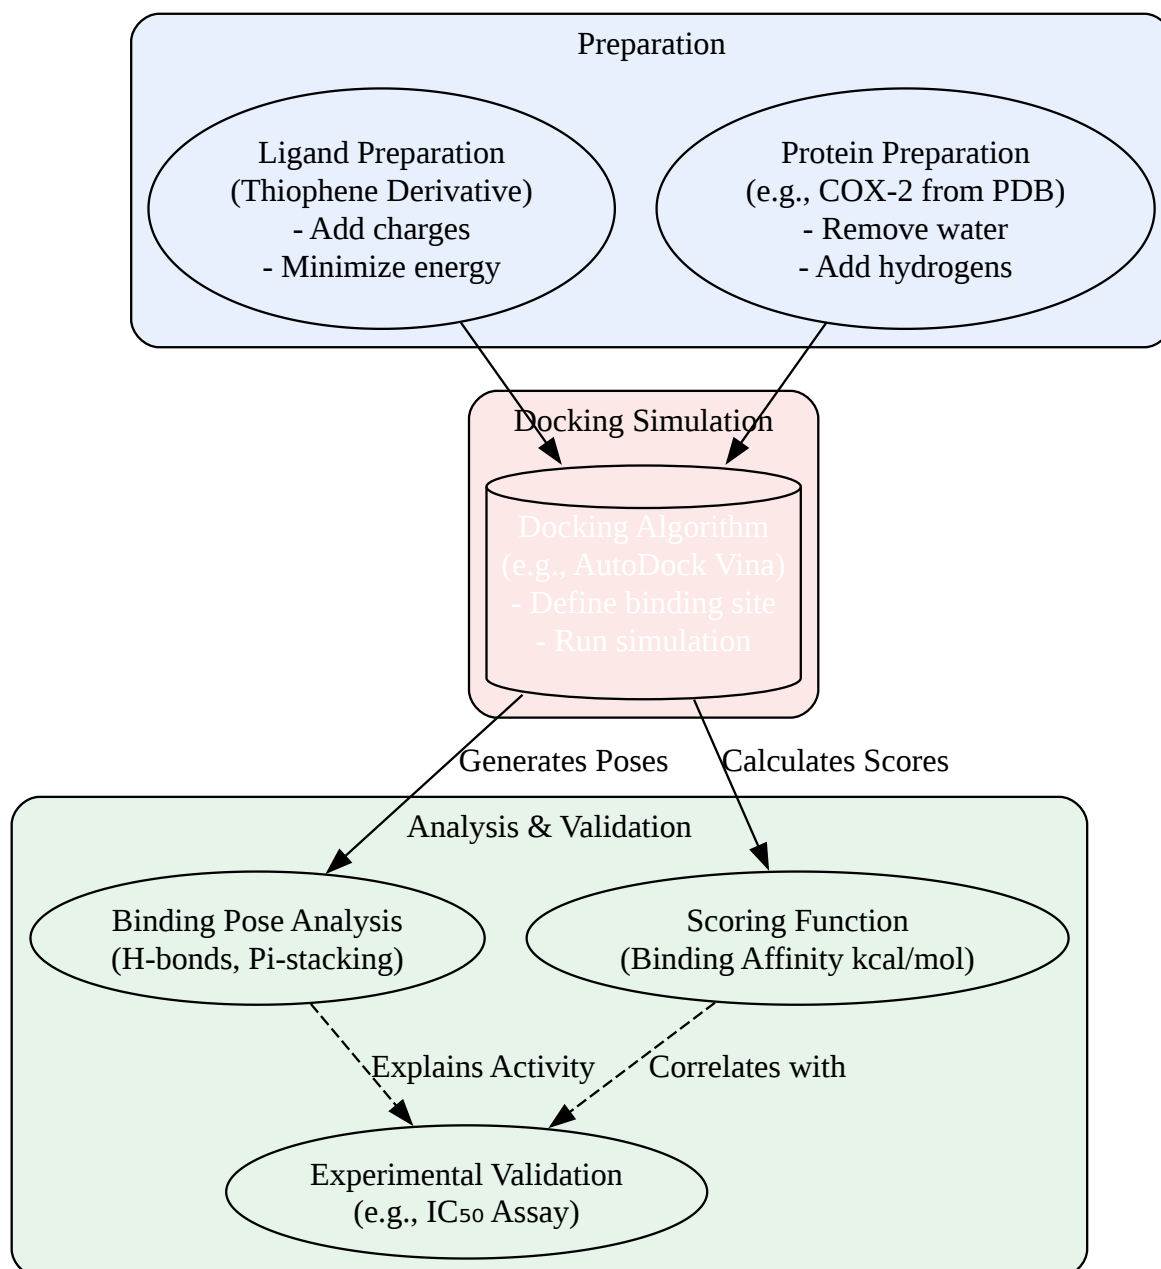 Preparation
Ligand Preparation
(Thiophene Derivative)
- Add charges
- Minimize energy
Protein Preparation
(e.g., COX-2 from PDB)
- Remove water
- Add hydrogens
Docking Simulation
Docking Algorithm
(e.g., AutoDock Vina)
- Define binding site
- Run simulation
Generates Poses
Calculates Scores
Analysis & Validation
Binding Pose Analysis
(H-bonds, Pi-stacking)
Scoring Function
(Binding Affinity kcal/mol)
Explains Activity
Correlates with
Experimental Validation
(e.g., IC₅₀ Assay)